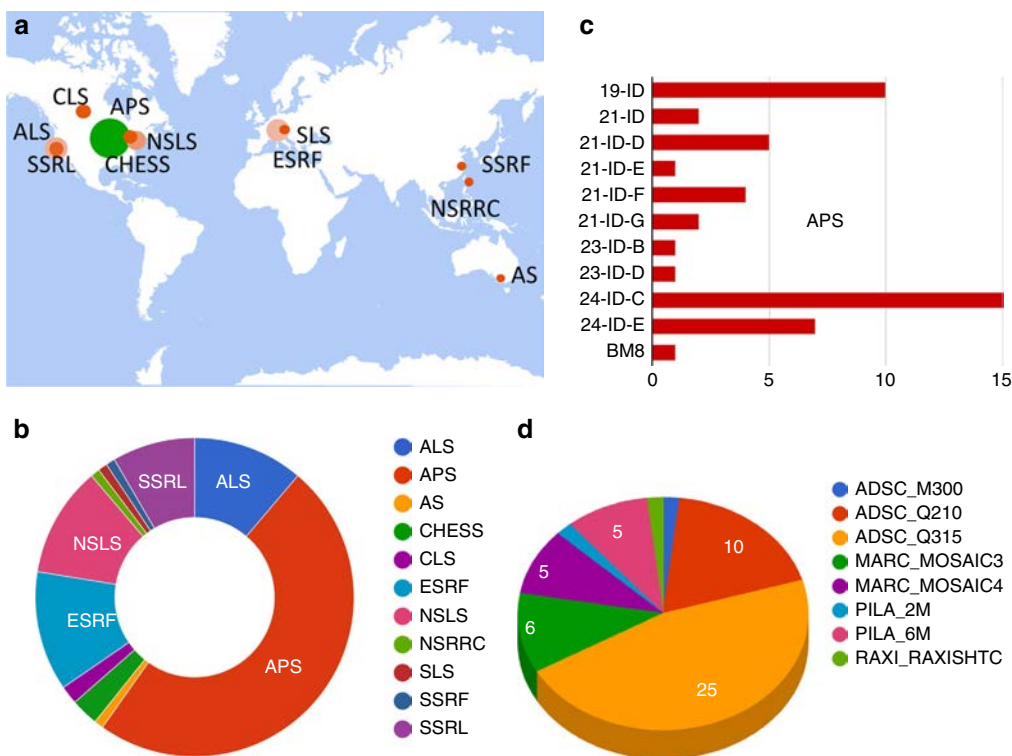 a
CLS
APS
ALS
NSLS
SSRL
CHESS
SLS
ESRF
SSRF
NSRRC
AS
c
19-ID
21-ID
21-ID-D
21-ID-E
21-ID-F
21-ID-G
23-ID-B
23-ID-D
24-ID-C
24-ID-E
BM8
APS
0 5 10 15
b
SSRL
ALS
NSLS
ESRF
APS
ALS
APS
AS
CHESS
CLS
ESRF
NSLS
NSRRC
SLS
SSRF
SSRL
d
5
10
5
6
25
ADSC_M300
ADSC_Q210
ADSC_Q315
MARC_MOSAIC3
MARC_MOSAIC4
PILA_2M
PILA_6M
RAXI_RAXISHTC